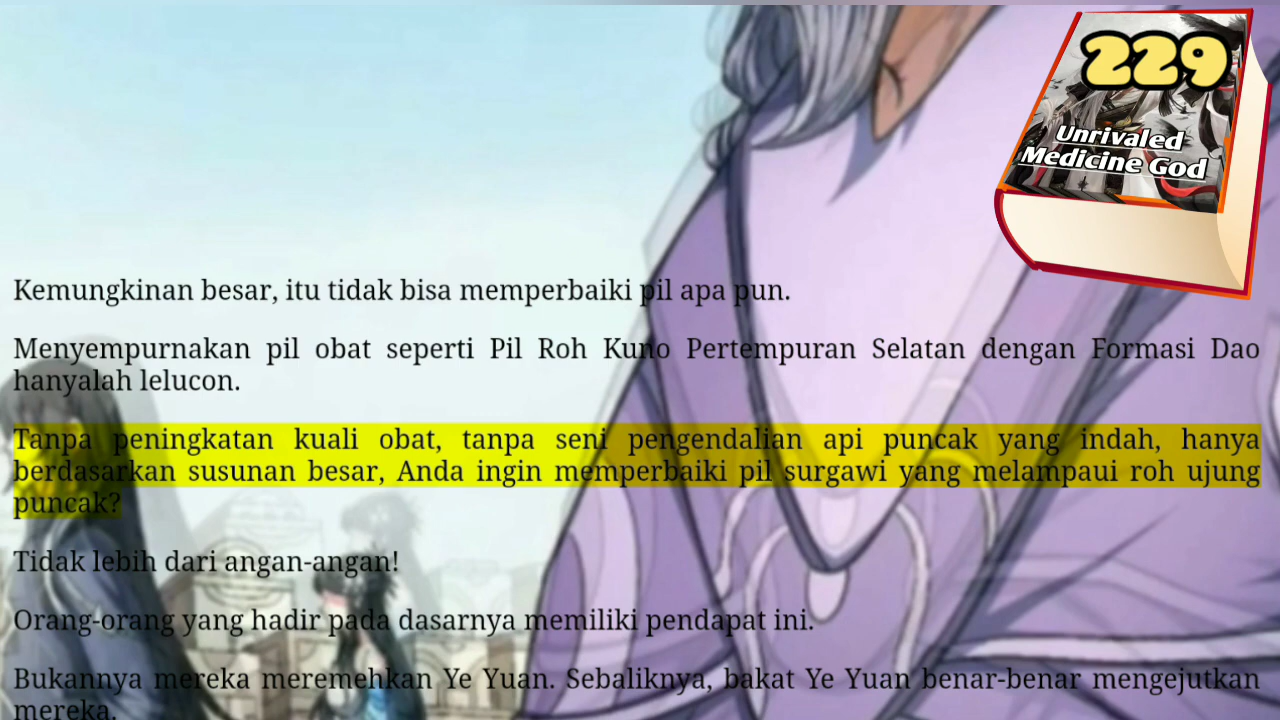 229
Unrivaled
Medicine God
Kemungkinan besar, itu tidak bisa memperbaiki pil apa pun.
Menyempurnakan pil obat seperti Pil Roh Kuno Pertempuran Selatan dengan Formasi Dao
hanyalah lelucon.
Tanpa peningkatan kuali obat, tanpa seni pengendalian api puncak yang indah, hanya
berdasarkan susunan besar, Anda ingin memperbaiki pil surgawi yang melampaui roh ujung
puncak?
Tidak lebih dari angan-angan!
Orang-orang yang hadir pada dasarnya memiliki pendapat ini.
Bukannya mereka meremehkan Ye Yuan. Sebaliknya, bakat Ye Yuan benar-benar mengejutkan
mereka.